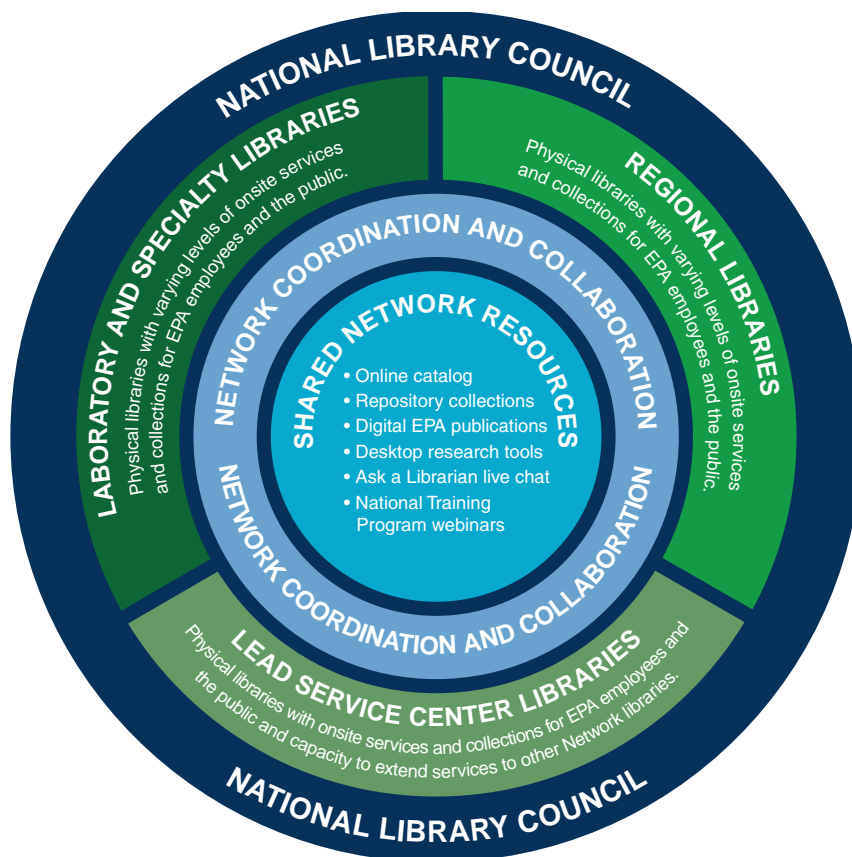 NATIONAL LIBRARY COUNCIL
LABORATORY AND SPECIALTY LIBRARIES
Physical libraries with varying levels of onsite services
and collections for EPA employees and the public.
REGIONAL LIBRARIES
Physical libraries with varying levels of onsite services
and collections for EPA employees and the public.
NETWORK COORDINATION AND COLLABORATION
SHARED NETWORK RESOURCES
• Online catalog
• Repository collections
• Digital EPA publications
• Desktop research tools
• Ask a Librarian live chat
• National Training
Program webinars
NETWORK COORDINATION AND COLLABORATION
LEAD SERVICE CENTER LIBRARIES
Physical libraries with onsite services and collections for EPA employees and
the public and capacity to extend services to other Network libraries.
NATIONAL LIBRARY COUNCIL